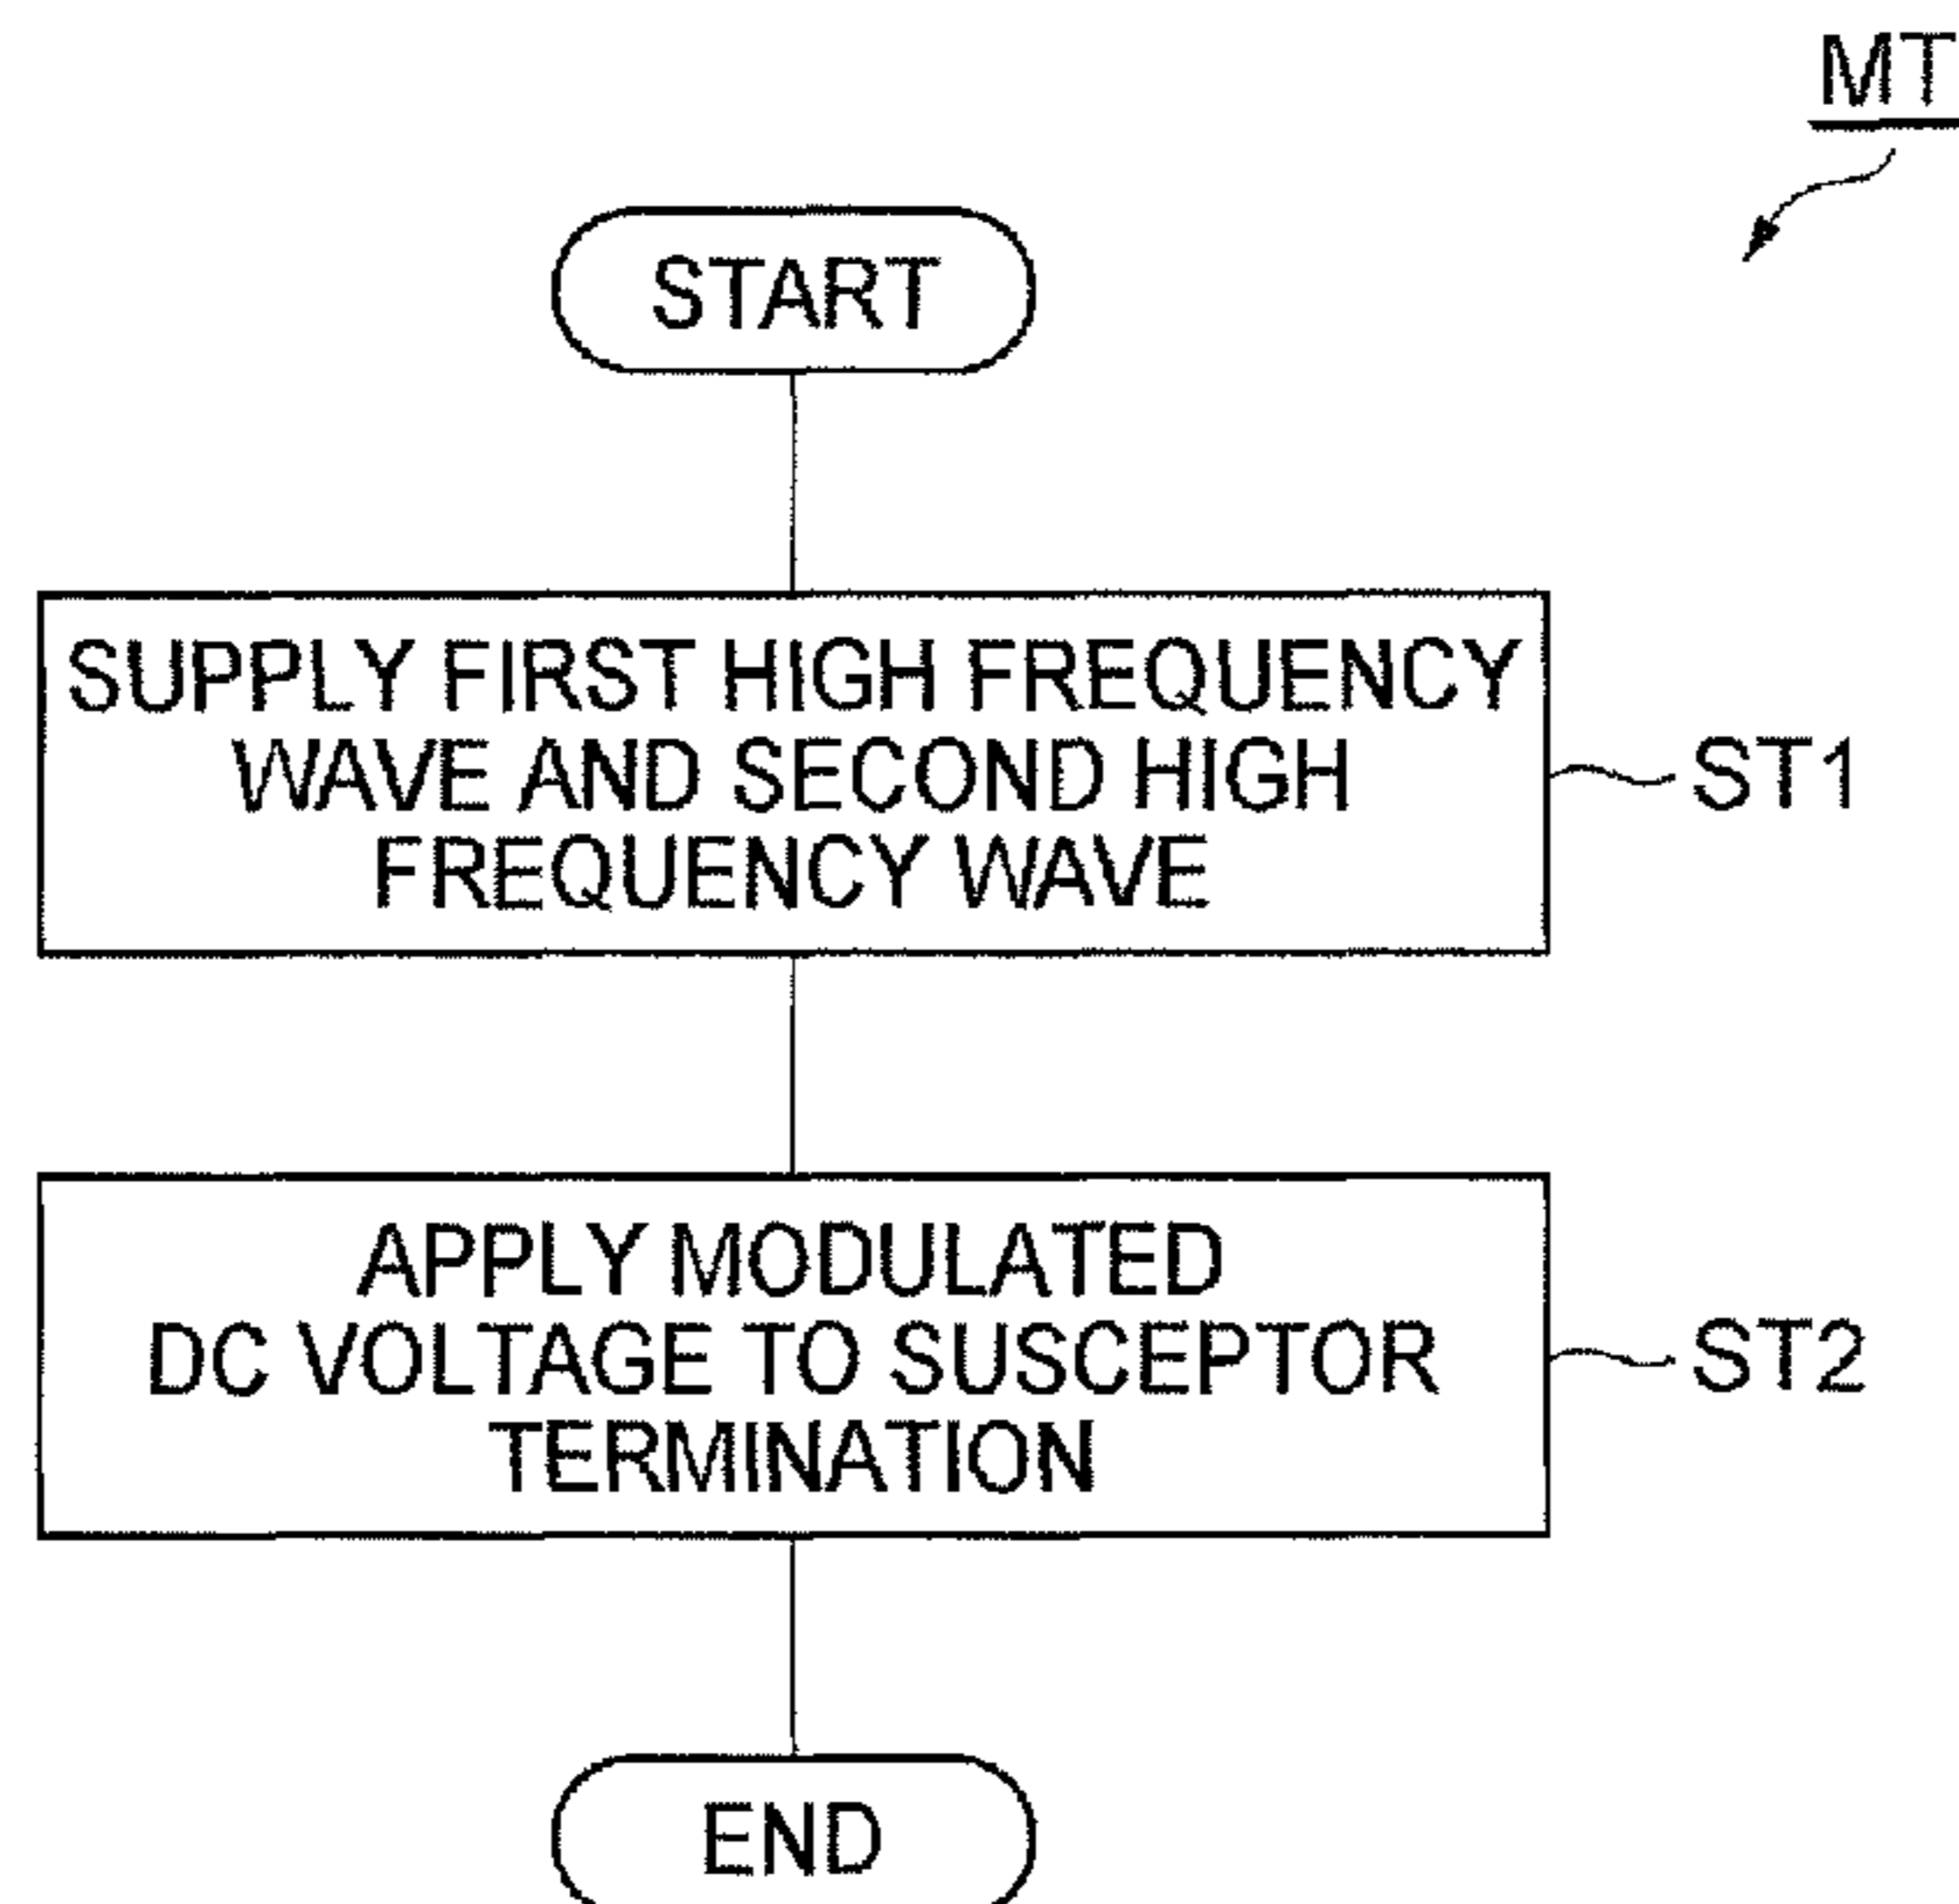 MT
START
SUPPLY FIRST HIGH FREQUENCY
WAVE AND SECOND HIGH
FREQUENCY WAVE
ST1
APPLY MODULATED
DC VOLTAGE TO SUSCEPTOR
TERMINATION
ST2
END